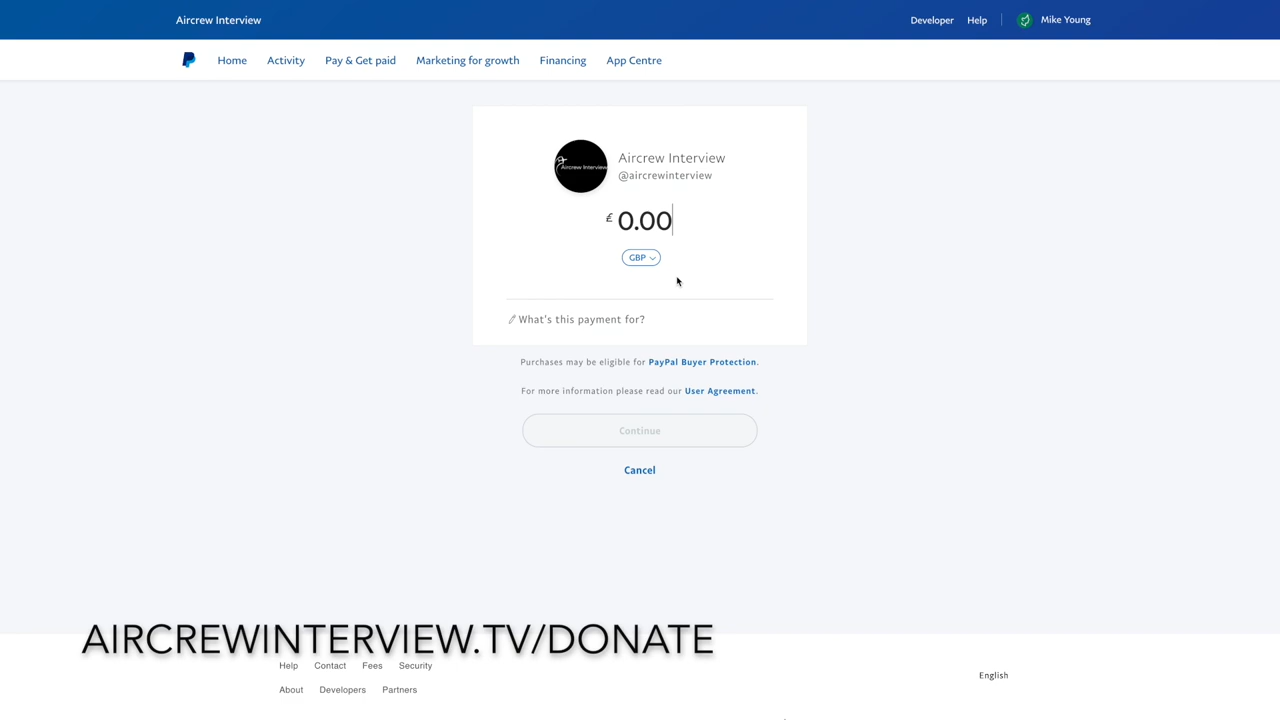 Aircrew Interview
Developer Help Mike Young
Home Activity Pay & Get paid Marketing for growth Financing App Centre
Aircrew Interview
Aircrew Interview
@aircrewinterview
£ 0.00
GBP
What's this payment for?
Purchases may be eligible for PayPal Buyer Protection.
For more information please read our User Agreement.
Continue
Cancel
AIRCREWINTERVIEW.TV/DONATE
Help Contact Fees Security
English
About Developers Partners